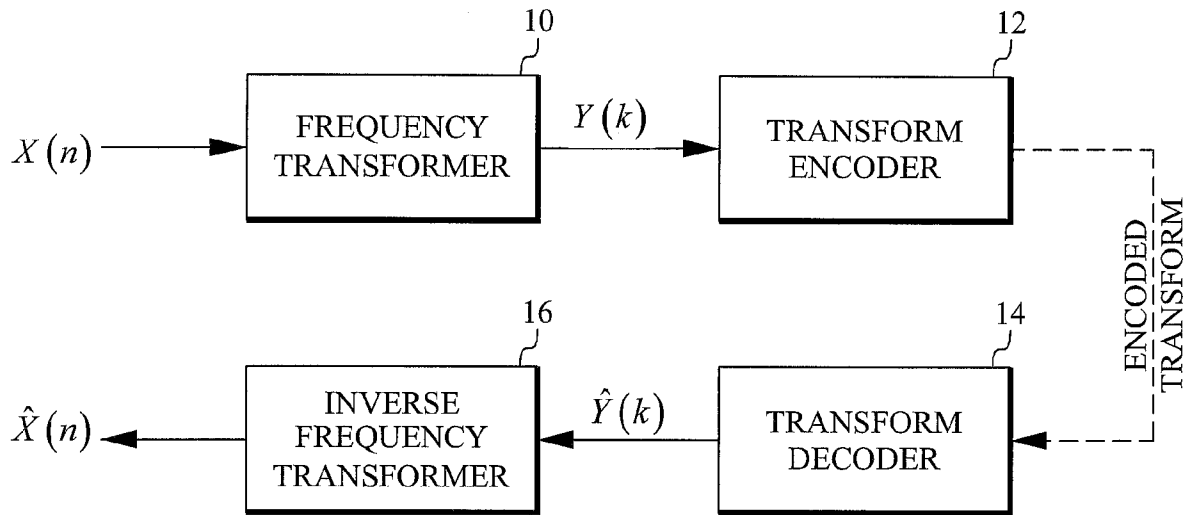 10
12
X(n)
FREQUENCY
TRANSFORMER
Y(k)
TRANSFORM
ENCODER
ENCODED
TRANSFORM
16
14
X̂(n)
INVERSE
FREQUENCY
TRANSFORMER
Ŷ(k)
TRANSFORM
DECODER